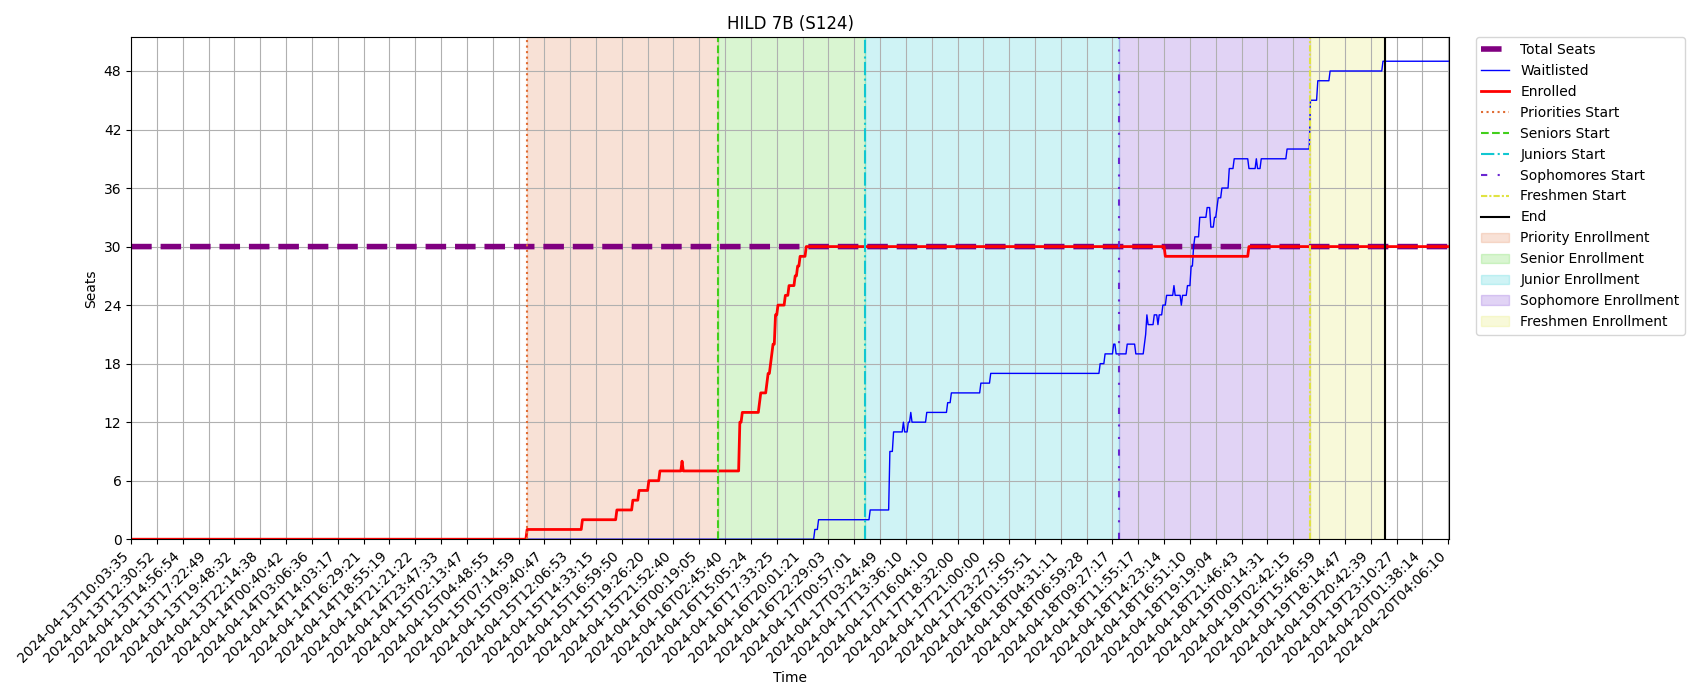 HILD 7B (S124)
Seats
48
42
36
30
24
18
12
6
0
2024-04-13T10:03:35
2024-04-13T12:30:52
2024-04-13T14:56:54
2024-04-13T17:22:49
2024-04-13T19:48:32
2024-04-13T22:14:38
2024-04-14T00:40:42
2024-04-14T03:06:36
2024-04-14T14:03:17
2024-04-14T16:29:21
2024-04-14T18:55:19
2024-04-14T21:21:22
2024-04-14T23:47:33
2024-04-15T02:13:47
2024-04-15T04:48:55
2024-04-15T07:14:59
2024-04-15T09:40:47
2024-04-15T12:06:53
2024-04-15T14:33:15
2024-04-15T16:59:50
2024-04-15T19:26:20
2024-04-15T21:52:40
2024-04-16T00:19:05
2024-04-16T02:45:40
2024-04-16T15:05:24
2024-04-16T17:33:25
2024-04-16T20:01:21
2024-04-16T22:29:03
2024-04-17T00:57:01
2024-04-17T03:24:49
2024-04-17T13:36:10
2024-04-17T16:04:10
2024-04-17T18:32:00
2024-04-17T21:00:00
2024-04-17T23:27:50
2024-04-18T01:55:51
2024-04-18T04:31:11
2024-04-18T06:59:28
2024-04-18T09:27:17
2024-04-18T11:55:17
2024-04-18T14:23:14
2024-04-18T16:51:10
2024-04-18T19:19:04
2024-04-18T21:46:43
2024-04-19T00:14:31
2024-04-19T02:42:15
2024-04-19T15:46:59
2024-04-19T18:14:47
2024-04-19T20:42:39
2024-04-19T23:10:27
2024-04-20T01:38:14
2024-04-20T04:06:10
Time
Total Seats
Waitlisted
Enrolled
Priorities Start
Seniors Start
Juniors Start
Sophomores Start
Freshmen Start
End
Priority Enrollment
Senior Enrollment
Junior Enrollment
Sophomore Enrollment
Freshmen Enrollment